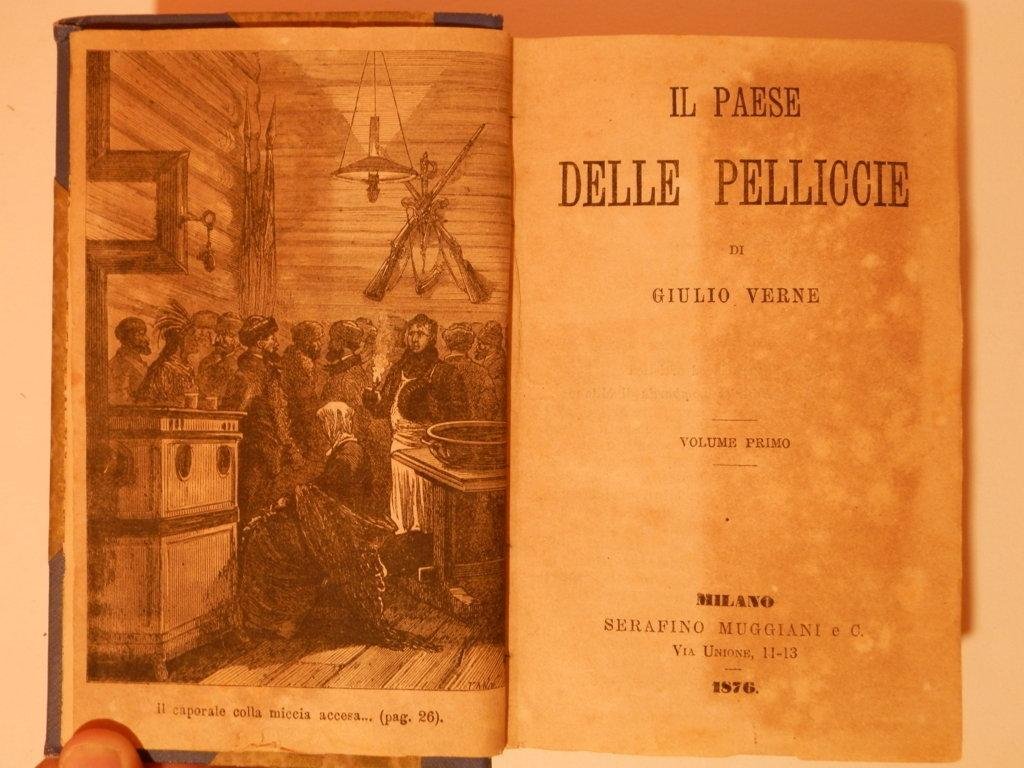 il caporale colla miccia accesa... (pag. 26).
IL PAESE
DELLE PELLICCIE
DI
GIULIO VERNE
VOLUME PRIMO
MILANO
SERAFINO MUGGIANI e C.
VIA UNIONE, 11-13
1876.